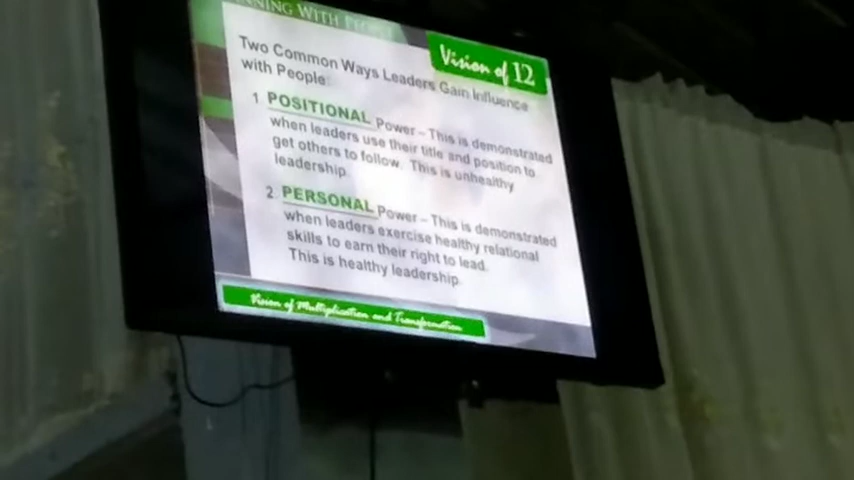 WITH PEOPLE
Vision of 12
Two Common Ways Leaders Gain Influence
with People:
1. POSITIONAL Power – This is demonstrated
when leaders use their title and position to
get others to follow. This is unhealthy
leadership.
2. PERSONAL Power – This is demonstrated
when leaders exercise healthy relational
skills to earn their right to lead.
This is healthy leadership.
Vision of Multiplication and Transformation